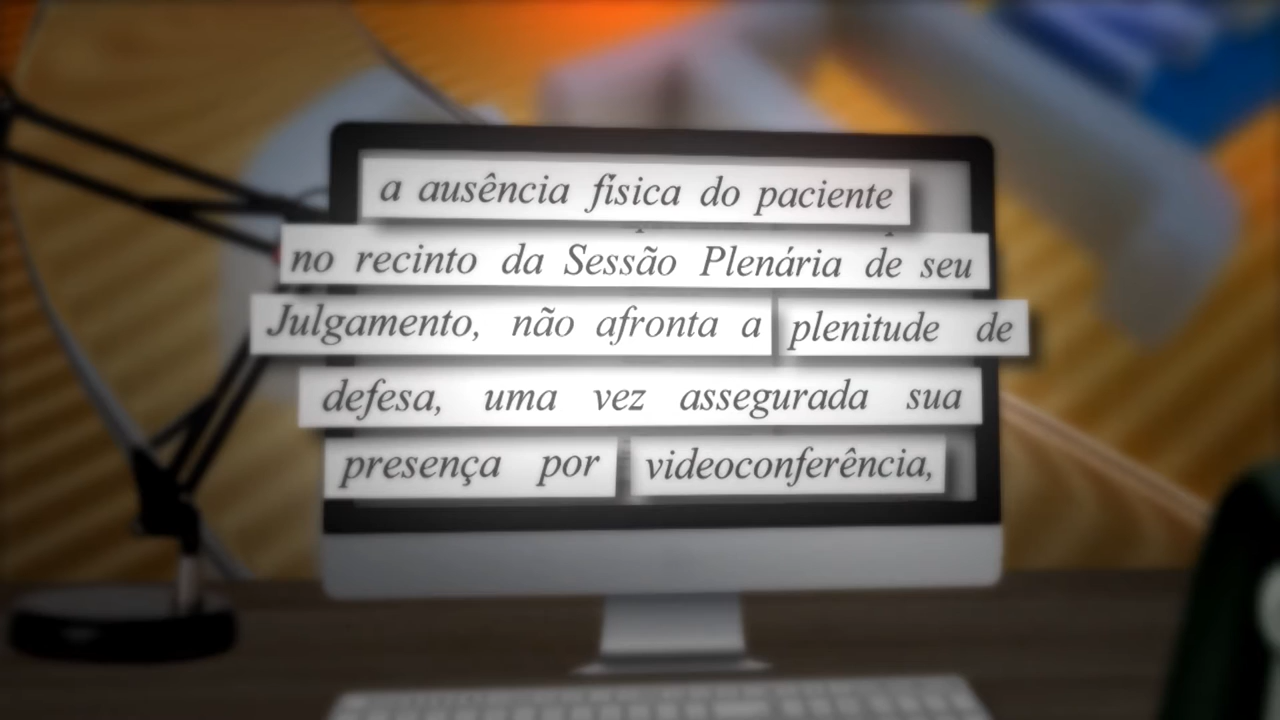 a ausência física do paciente
no recinto da Sessão Plenária de seu
Julgamento, não afronta a plenitude de
defesa, uma vez assegurada sua
presença por videoconferência,